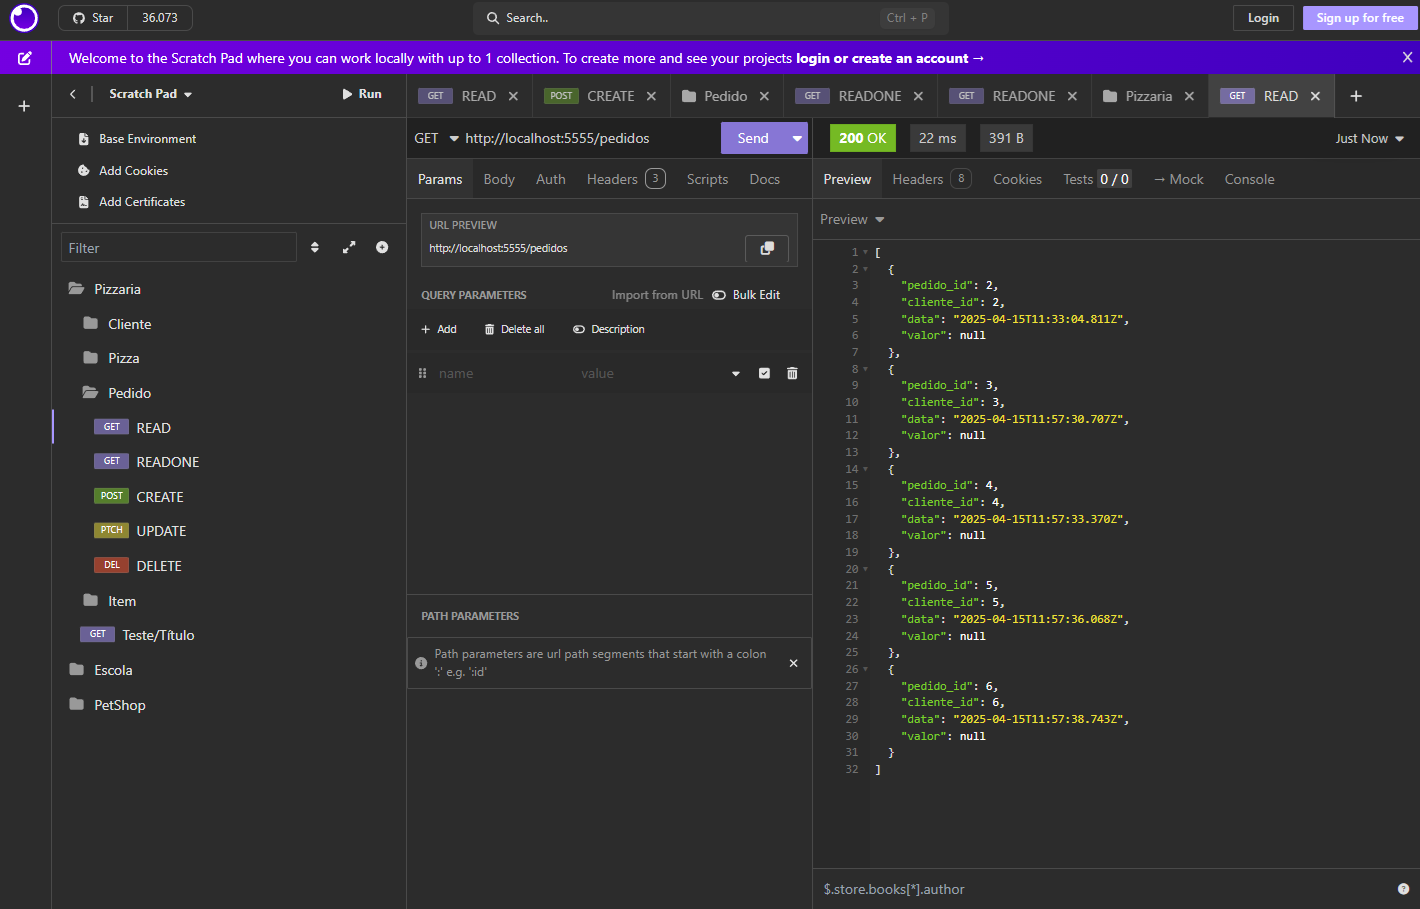 Star 36.073
Search.. Ctrl + P
Login
Sign up for free
Welcome to the Scratch Pad where you can work locally with up to 1 collection. To create more and see your projects login or create an account →
Scratch Pad
Run
Base Environment
Add Cookies
Add Certificates
Filter
Pizzaria
Cliente
Pizza
Pedido
GET READ
GET READONE
POST CREATE
PTCH UPDATE
DEL DELETE
Item
GET Teste/Título
Escola
PetShop
GET READ POST CREATE Pedido GET READONE GET READONE Pizzaria GET READ
GET http://localhost:5555/pedidos Send
Params Body Auth Headers 3 Scripts Docs
URL PREVIEW
http://localhost:5555/pedidos
QUERY PARAMETERS Import from URL Bulk Edit
+ Add Delete all Description
name value
PATH PARAMETERS
Path parameters are url path segments that start with a colon
':' e.g. ':id'
200 OK 22 ms 391 B Just Now
Preview Headers 8 Cookies Tests 0 / 0 → Mock Console
Preview
1 [
2 {
3 "pedido_id": 2,
4 "cliente_id": 2,
5 "data": "2025-04-15T11:33:04.811Z",
6 "valor": null
7 },
8 {
9 "pedido_id": 3,
10 "cliente_id": 3,
11 "data": "2025-04-15T11:57:30.707Z",
12 "valor": null
13 },
14 {
15 "pedido_id": 4,
16 "cliente_id": 4,
17 "data": "2025-04-15T11:57:33.370Z",
18 "valor": null
19 },
20 {
21 "pedido_id": 5,
22 "cliente_id": 5,
23 "data": "2025-04-15T11:57:36.068Z",
24 "valor": null
25 },
26 {
27 "pedido_id": 6,
28 "cliente_id": 6,
29 "data": "2025-04-15T11:57:38.743Z",
30 "valor": null
31 }
32 ]
$.store.books[*].author